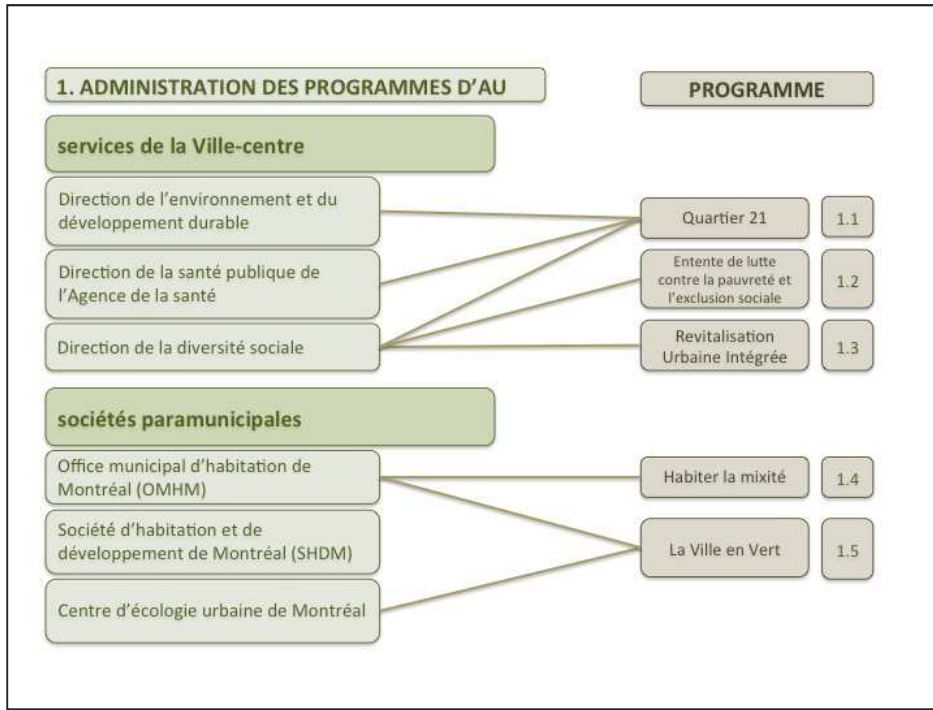 1. ADMINISTRATION DES PROGRAMMES D’AU
PROGRAMME
services de la Ville-centre
Direction de l’environnement et du
développement durable
Quartier 21
1.1
Direction de la santé publique de
l’Agence de la santé
Entente de lutte
contre la pauvreté et
l’exclusion sociale
1.2
Direction de la diversité sociale
Revitalisation
Urbaine Intégrée
1.3
sociétés paramunicipales
Office municipal d’habitation de
Montréal (OMHM)
Habiter la mixité
1.4
Société d’habitation et de
développement de Montréal (SHDM)
La Ville en Vert
1.5
Centre d’écologie urbaine de Montréal